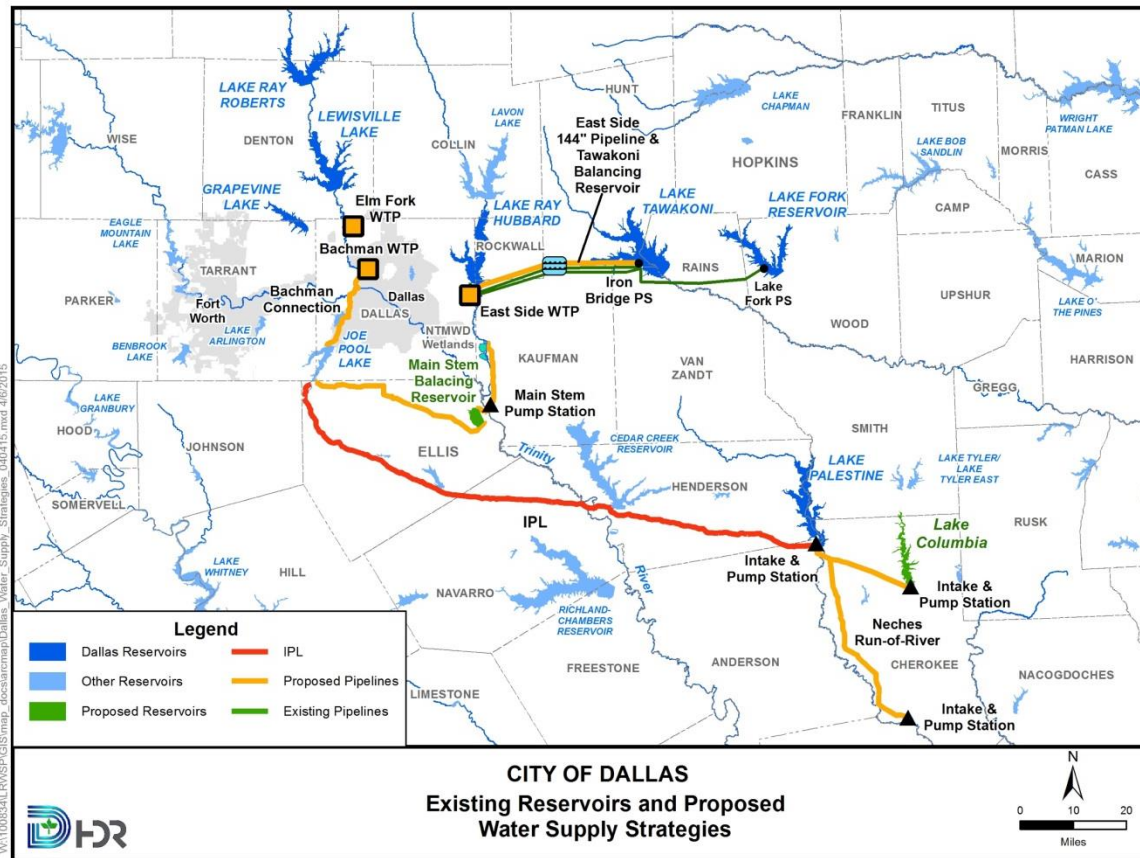 LAKE RAY
ROBERTS
LEWISVILLE
LAKE
GRAPEVINE
LAKE
Elm Fork
WTP
Bachman WTP
Bachman
Connection
WISE
DENTON
COLLIN
HUNT
LAVON
LAKE
East Side
144" Pipeline &
Tawakoni
Balancing
Reservoir
LAKE RAY
HUBBARD
ROCKWALL
LAKE
TAWAKONI
LAKE FORK
RESERVOIR
LAKE
CHAPMAN
HOPKINS
FRANKLIN
TITUS
MORRIS
CASS
CAMP
LAKE BOB
SANDLIN
WRIGHT
PATMAN LAKE
MARION
LAKE O'
THE PINES
UPSHUR
HARRISON
GREGG
WOOD
RAINS
Iron
Bridge PS
Lake
Fork PS
East Side WTP
EAGLE
MOUNTAIN
LAKE
TARRANT
PARKER
Fort
Worth
LAKE
ARLINGTON
BENBROOK
LAKE
Dallas
DALLAS
JOE
POOL
LAKE
NTMWD
Wetlands
KAUFMAN
VAN
ZANDT
Main Stem
Balacing
Reservoir
Main Stem
Pump Station
LAKE
GRANBURY
HOOD
JOHNSON
ELLIS
Trinity
River
CEDAR CREEK
RESERVOIR
HENDERSON
SMITH
LAKE
PALESTINE
LAKE TYLER/
LAKE
TYLER EAST
RUSK
SOMERVELL
LAKE
WHITNEY
HILL
IPL
NAVARRO
RICHLAND-
CHAMBERS
RESERVOIR
FREESTONE
LIMESTONE
ANDERSON
CHEROKEE
NACOGDOCHES
Lake
Columbia
Intake &
Pump Station
Intake &
Pump Station
Neches
Run-of-River
Intake &
Pump Station
Legend
Dallas Reservoirs
IPL
Other Reservoirs
Proposed Pipelines
Proposed Reservoirs
Existing Pipelines
CITY OF DALLAS
Existing Reservoirs and Proposed
Water Supply Strategies
HDR
N
0 10 20
Miles